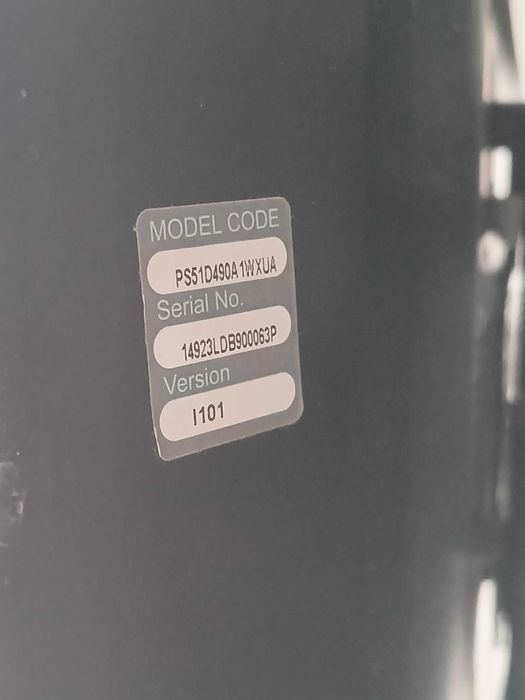 MODEL CODE
PS51D490A1WXUA
Serial No.
14923LDB900063P
Version
I101